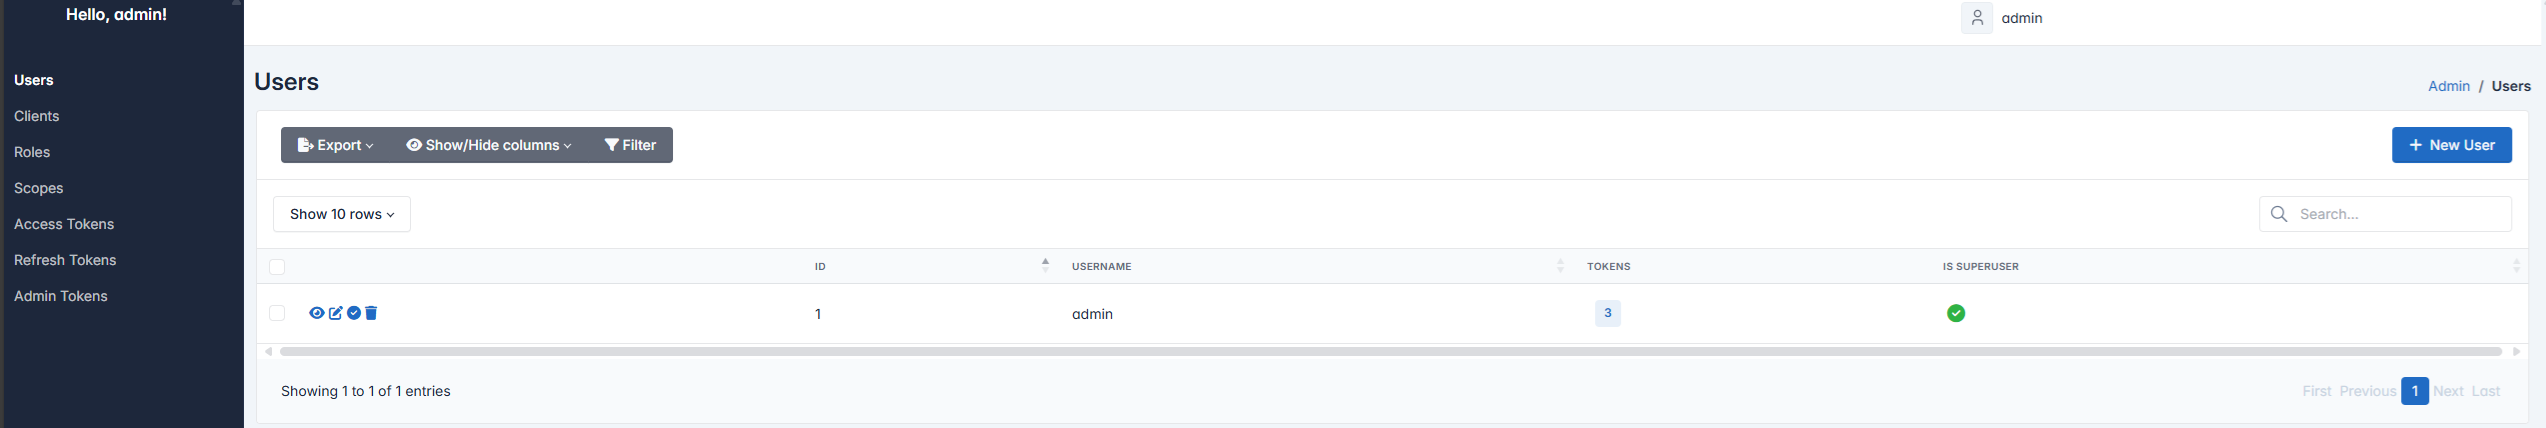 Hello, admin!
admin
Users
Clients
Roles
Scopes
Access Tokens
Refresh Tokens
Admin Tokens
Users
Admin / Users
Export Show/Hide columns Filter
+ New User
Show 10 rows
Search...
ID USERNAME TOKENS IS SUPERUSER
1 admin 3
Showing 1 to 1 of 1 entries
First Previous 1 Next Last